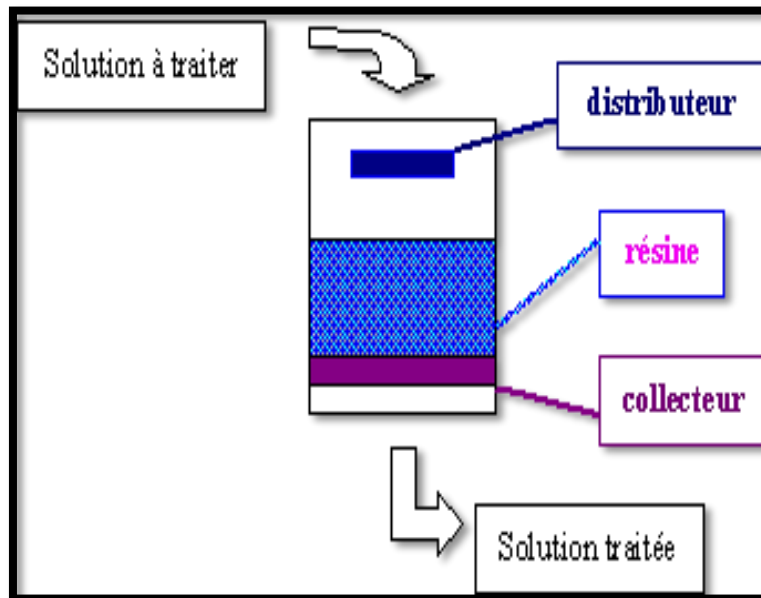 Solution à traiter
distributeur
résine
collecteur
Solution traitée